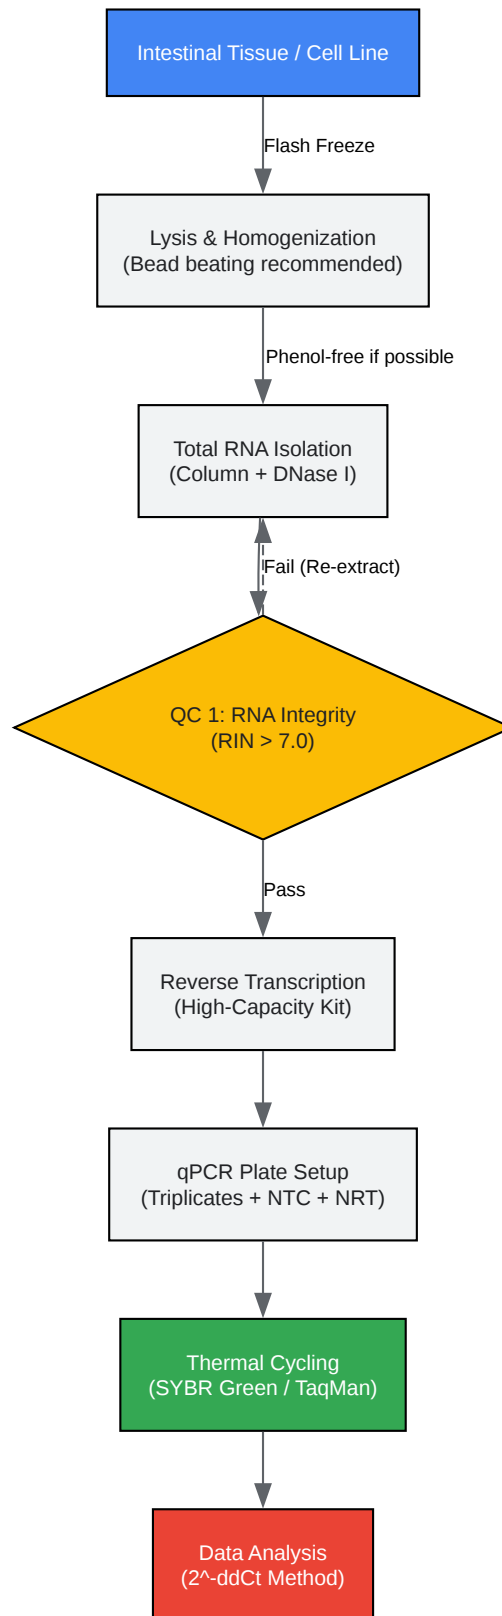 Intestinal Tissue / Cell Line
Flash Freeze
Lysis & Homogenization
(Bead beating recommended)
Phenol-free if possible
Total RNA Isolation
(Column + DNase I)
Fail (Re-extract)
QC 1: RNA Integrity
(RIN > 7.0)
Pass
Reverse Transcription
(High-Capacity Kit)
qPCR Plate Setup
(Triplicates + NTC + NRT)
Thermal Cycling
(SYBR Green / TaqMan)
Data Analysis
(2^-ddCt Method)